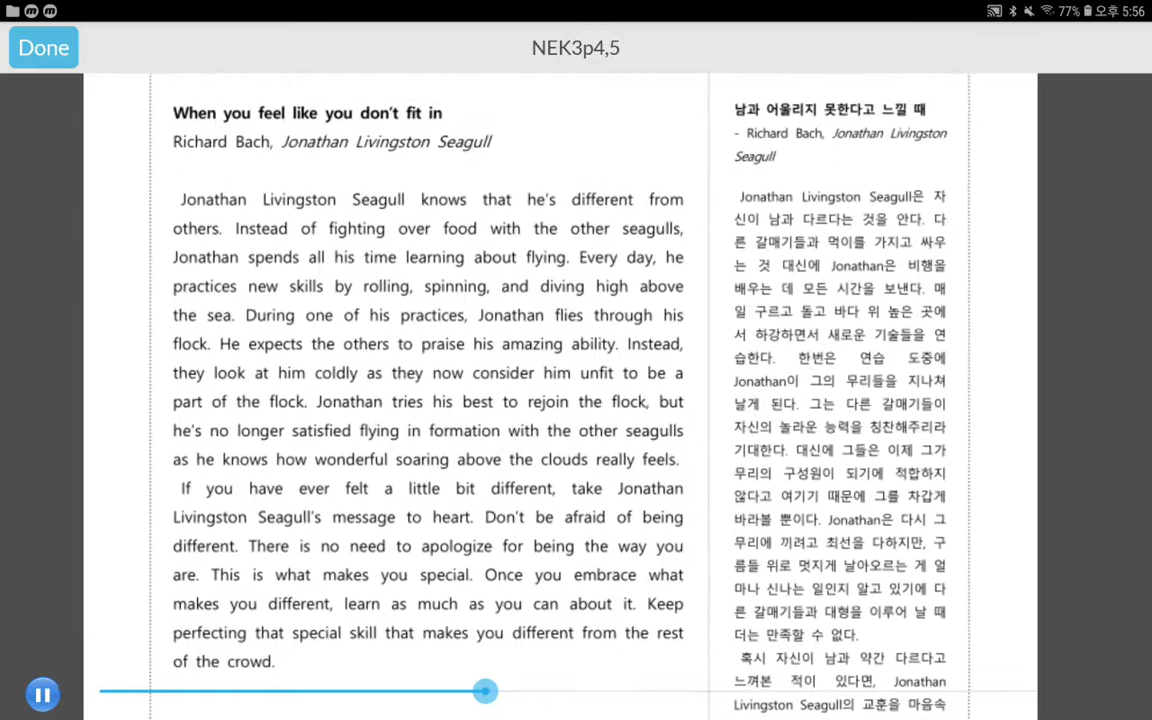 77% 오후 5:56
Done
NEK3p4,5
When you feel like you don't fit in
Richard Bach, Jonathan Livingston Seagull
Jonathan Livingston Seagull knows that he's different from
others. Instead of fighting over food with the other seagulls,
Jonathan spends all his time learning about flying. Every day, he
practices new skills by rolling, spinning, and diving high above
the sea. During one of his practices, Jonathan flies through his
flock. He expects the others to praise his amazing ability. Instead,
they look at him coldly as they now consider him unfit to be a
part of the flock. Jonathan tries his best to rejoin the flock, but
he's no longer satisfied flying in formation with the other seagulls
as he knows how wonderful soaring above the clouds really feels.
If you have ever felt a little bit different, take Jonathan
Livingston Seagull's message to heart. Don't be afraid of being
different. There is no need to apologize for being the way you
are. This is what makes you special. Once you embrace what
makes you different, learn as much as you can about it. Keep
perfecting that special skill that makes you different from the rest
of the crowd.
남과 어울리지 못한다고 느낄 때
- Richard Bach, Jonathan Livingston
Seagull
Jonathan Livingston Seagull은 자
신이 남과 다르다는 것을 안다. 다
른 갈매기들과 먹이를 가지고 싸우
는 것 대신에 Jonathan은 비행을
배우는 데 모든 시간을 보낸다. 매
일 구르고 돌고 바다 위 높은 곳에
서 하강하면서 새로운 기술들을 연
습한다. 한번은 연습 도중에
Jonathan이 그의 무리들을 지나쳐
날게 된다. 그는 다른 갈매기들이
자신의 놀라운 능력을 칭찬해주리라
기대한다. 대신에 그들은 이제 그가
무리의 구성원이 되기에 적합하지
않다고 여기기 때문에 그를 차갑게
바라볼 뿐이다. Jonathan은 다시 그
무리에 끼려고 최선을 다하지만, 구
름들 위로 멋지게 날아오르는 게 얼
마나 신나는 일인지 알고 있기에 다
른 갈매기들과 대형을 이루어 날 때
더는 만족할 수 없다.
혹시 자신이 남과 약간 다르다고
느껴본 적이 있다면, Jonathan
Livingston Seagull의 교훈을 마음속